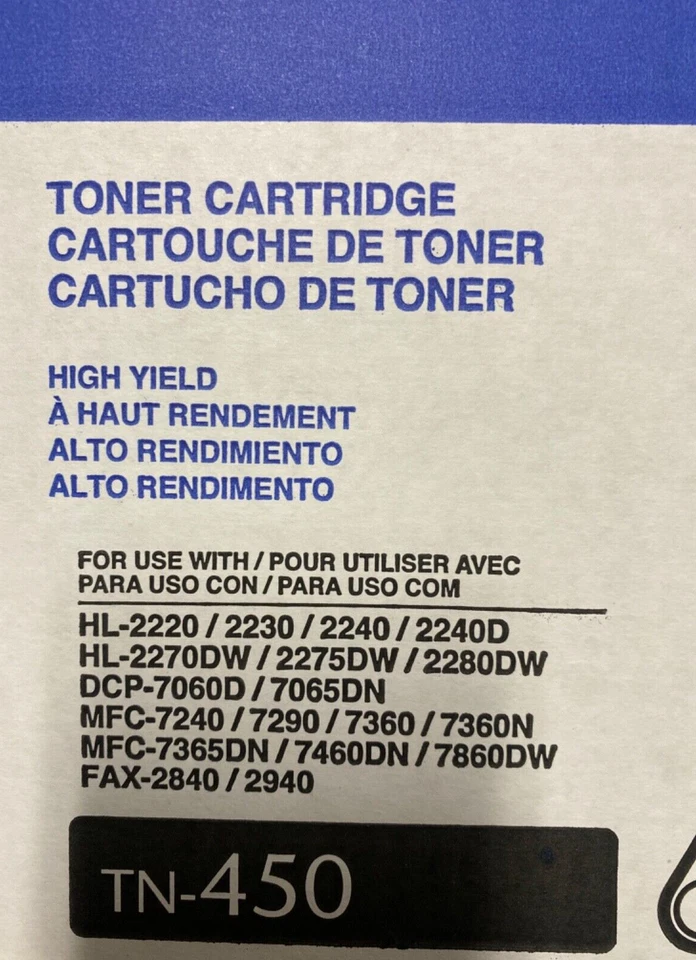 TONER CARTRIDGE
CARTOUCHE DE TONER
CARTUCHO DE TONER
HIGH YIELD
À HAUT RENDEMENT
ALTO RENDIMIENTO
ALTO RENDIMENTO
FOR USE WITH / POUR UTILISER AVEC
PARA USO CON / PARA USO COM
HL-2220 / 2230 / 2240 / 2240D
HL-2270DW / 2275DW / 2280DW
DCP-7060D / 7065DN
MFC-7240 / 7290 / 7360 / 7360N
MFC-7365DN / 7460DN / 7860DW
FAX-2840 / 2940
TN-450